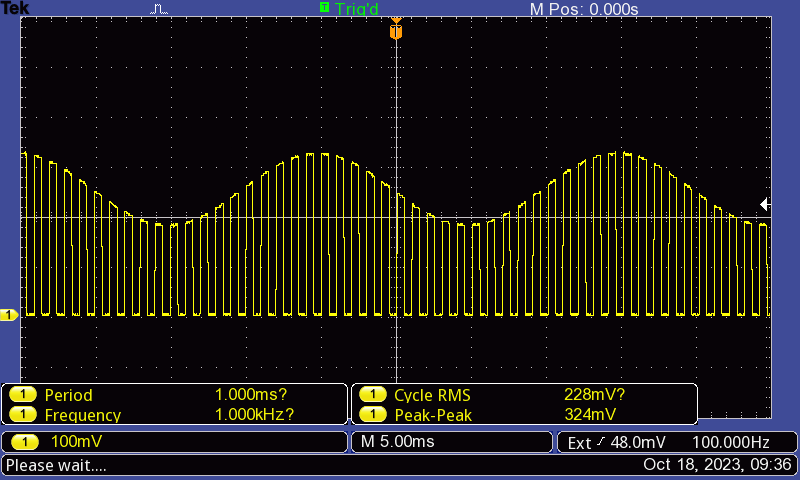 Tek T Trig'd M Pos: 0.000s
T
1
1 Period 1.000ms? 1 Cycle RMS 228mV?
1 Frequency 1.000kHz? 1 Peak-Peak 324mV
1 100mV M 5.00ms Ext 48.0mV 100.000Hz
Please wait.... Oct 18, 2023, 09:36